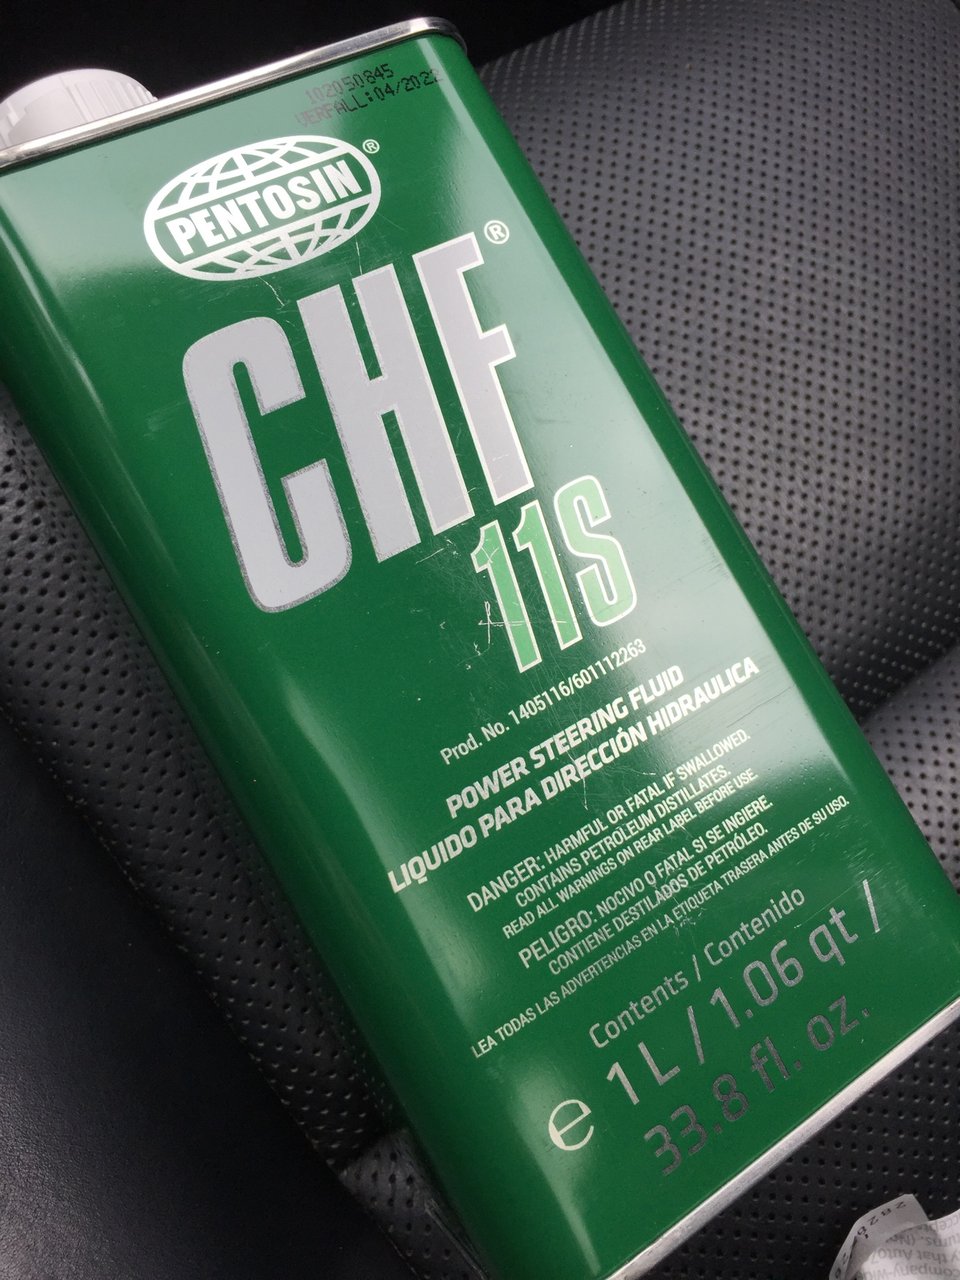 102050845
VERFALL:04/2022
PENTOSIN®
CHF®
11S
Prod. No. 1405116/601112263
POWER STEERING FLUID
LIQUIDO PARA DIRECCIÓN HIDRAULICA
DANGER: HARMFUL OR FATAL IF SWALLOWED.
CONTAINS PETROLEUM DISTILLATES.
READ ALL WARNINGS ON REAR LABEL BEFORE USE.
PELIGRO: NOCIVO O FATAL SI SE INGIERE.
CONTIENE DESTILADOS DE PETRÓLEO.
LEA TODAS LAS ADVERTENCIAS EN LA ETIQUETA TRASERA ANTES DE SU USO.
Contents / Contenido
℮ 1 L / 1.06 qt /
33.8 fl. oz.